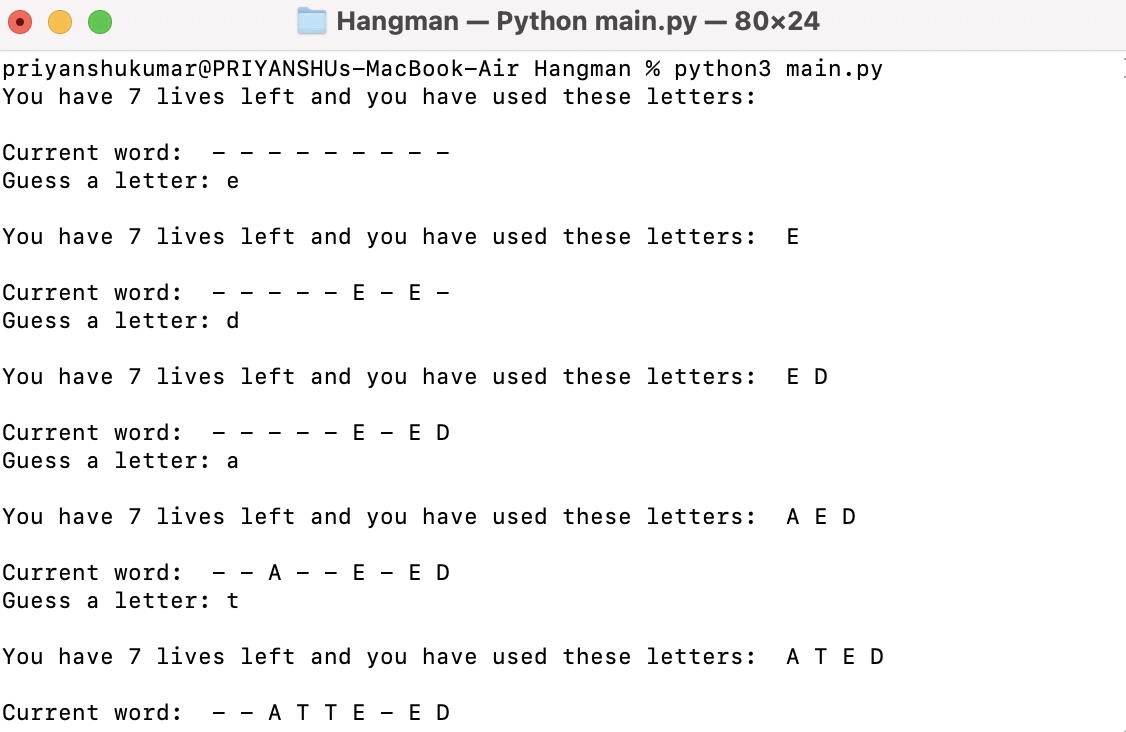 Hangman — Python main.py — 80×24
priyanshukumar@PRIYANSHUs-MacBook-Air Hangman % python3 main.py
You have 7 lives left and you have used these letters:
Current word:  - - - - - - - - -
Guess a letter: e
You have 7 lives left and you have used these letters:  E
Current word:  - - - - - E - E -
Guess a letter: d
You have 7 lives left and you have used these letters:  E D
Current word:  - - - - - E - E D
Guess a letter: a
You have 7 lives left and you have used these letters:  A E D
Current word:  - - A - - E - E D
Guess a letter: t
You have 7 lives left and you have used these letters:  A T E D
Current word:  - - A T T E - E D